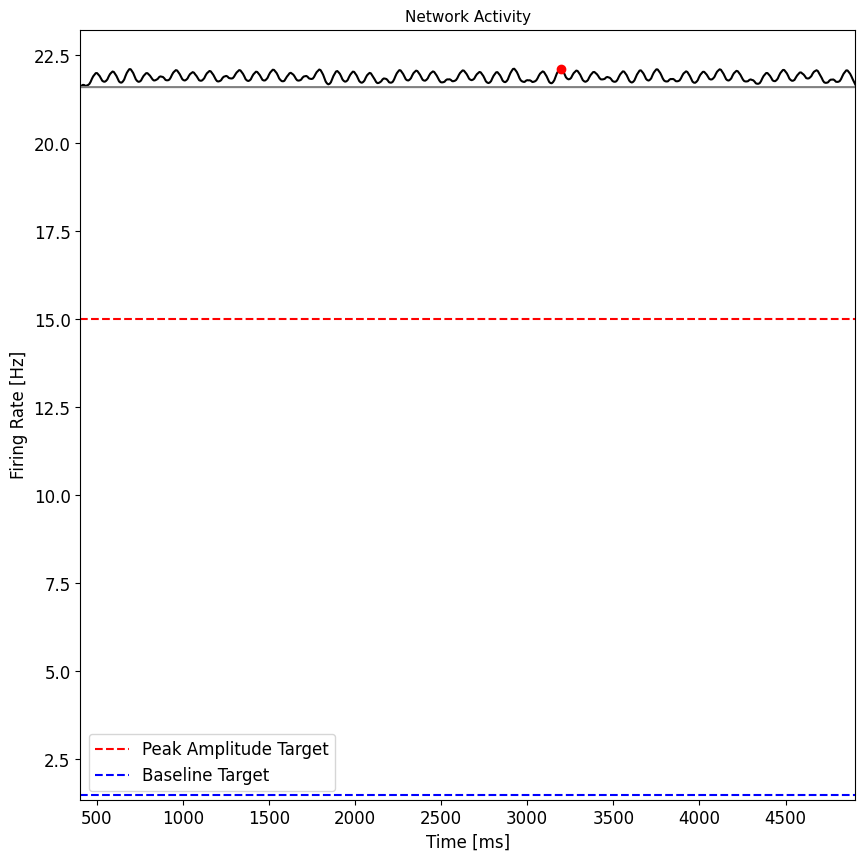 Network Activity
22.5
20.0
17.5
15.0
12.5
10.0
7.5
5.0
2.5
Firing Rate [Hz]
Peak Amplitude Target
Baseline Target
500 1000 1500 2000 2500 3000 3500 4000 4500
Time [ms]